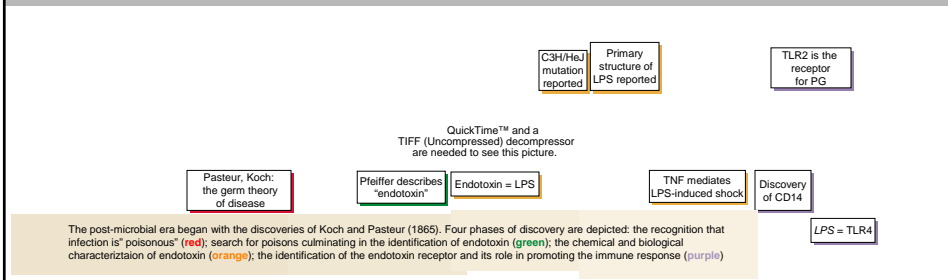 C3H/HeJ
mutation
reported
Primary
structure of
LPS reported
TLR2 is the
receptor
for PG
QuickTime™ and a
TIFF (Uncompressed) decompressor
are needed to see this picture.
Pasteur, Koch:
the germ theory
of disease
Pfeiffer describes
“endotoxin”
Endotoxin = LPS
TNF mediates
LPS-induced shock
Discovery
of CD14
LPS = TLR4
The post-microbial era began with the discoveries of Koch and Pasteur (1865). Four phases of discovery are depicted: the recognition that
infection is” poisonous” (red); search for poisons culminating in the identification of endotoxin (green); the chemical and biological
characteriztaion of endotoxin (orange); the identification of the endotoxin receptor and its role in promoting the immune response (purple)